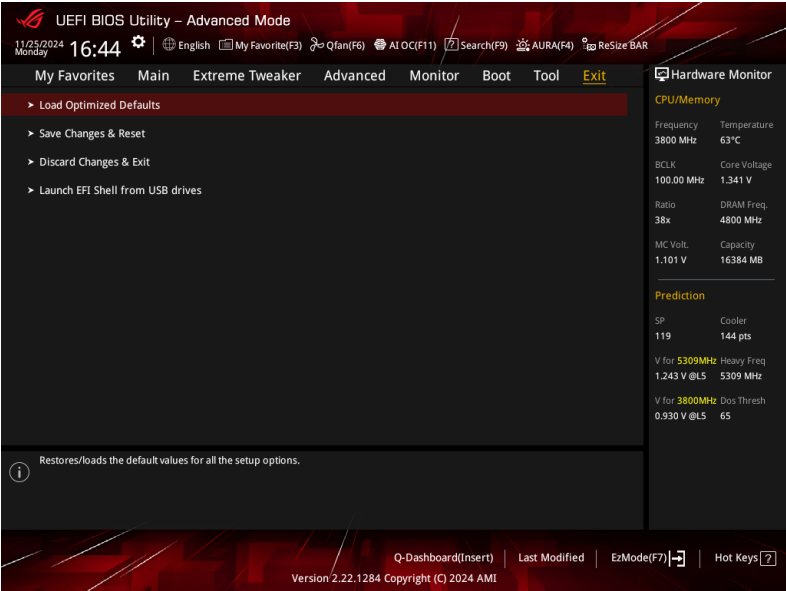 UEFI BIOS Utility – Advanced Mode
11/25/2024
Monday
16:44
English
My Favorite(F3)
Qfan(F6)
AI OC(F11)
Search(F9)
AURA(F4)
ReSize BAR
My Favorites
Main
Extreme Tweaker
Advanced
Monitor
Boot
Tool
Exit
Hardware Monitor
➤ Load Optimized Defaults
➤ Save Changes & Reset
➤ Discard Changes & Exit
➤ Launch EFI Shell from USB drives
CPU/Memory
Frequency Temperature
3800 MHz 63°C
BCLK Core Voltage
100.00 MHz 1.341 V
Ratio DRAM Freq.
38x 4800 MHz
MC Volt. Capacity
1.101 V 16384 MB
Prediction
SP Cooler
119 144 pts
V for 5309MHz Heavy Freq
1.243 V @L5 5309 MHz
V for 3800MHz Dos Thresh
0.930 V @L5 65
Restores/loads the default values for all the setup options.
Q-Dashboard(Insert)
Last Modified
EzMode(F7)
Hot Keys ?
Version 2.22.1284 Copyright (C) 2024 AMI